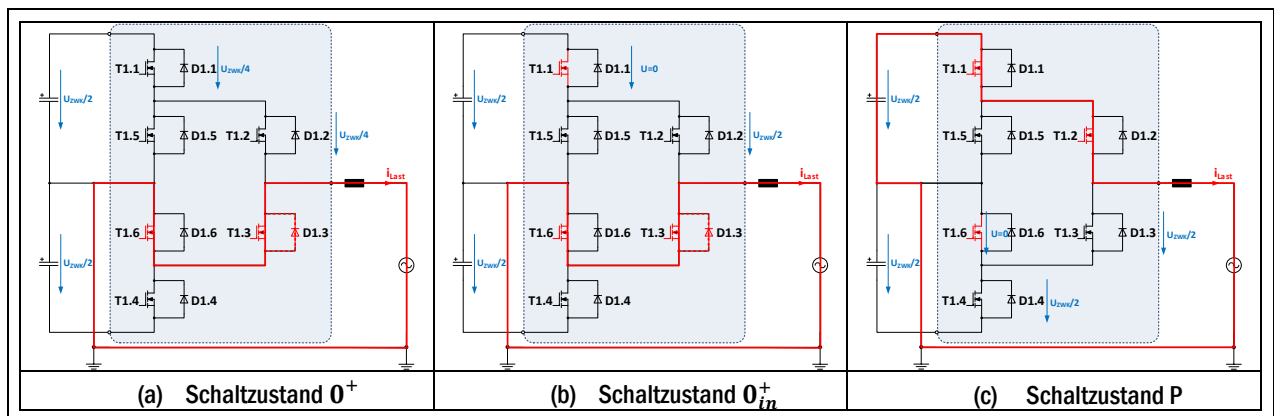 T1.1 D1.1 U_ZWK/4
U_ZWK/2
+
T1.5 D1.5 T1.2 D1.2 U_ZWK/4
i_Last
T1.6 D1.6 T1.3 D1.3
+
U_ZWK/2
T1.4 D1.4
(a) Schaltzustand 0⁺
T1.1 D1.1 U=0
U_ZWK/2
+
T1.5 D1.5 T1.2 D1.2 U_ZWK/2
i_Last
T1.6 D1.6 T1.3 D1.3
+
U_ZWK/2
T1.4 D1.4
(b) Schaltzustand 0⁺_in
T1.1 D1.1
U_ZWK/2
+
T1.5 D1.5 T1.2 D1.2
i_Last
T1.6 U=0 D1.6 T1.3 D1.3 U_ZWK/2
+
U_ZWK/2
T1.4 D1.4 U_ZWK/2
(c) Schaltzustand P